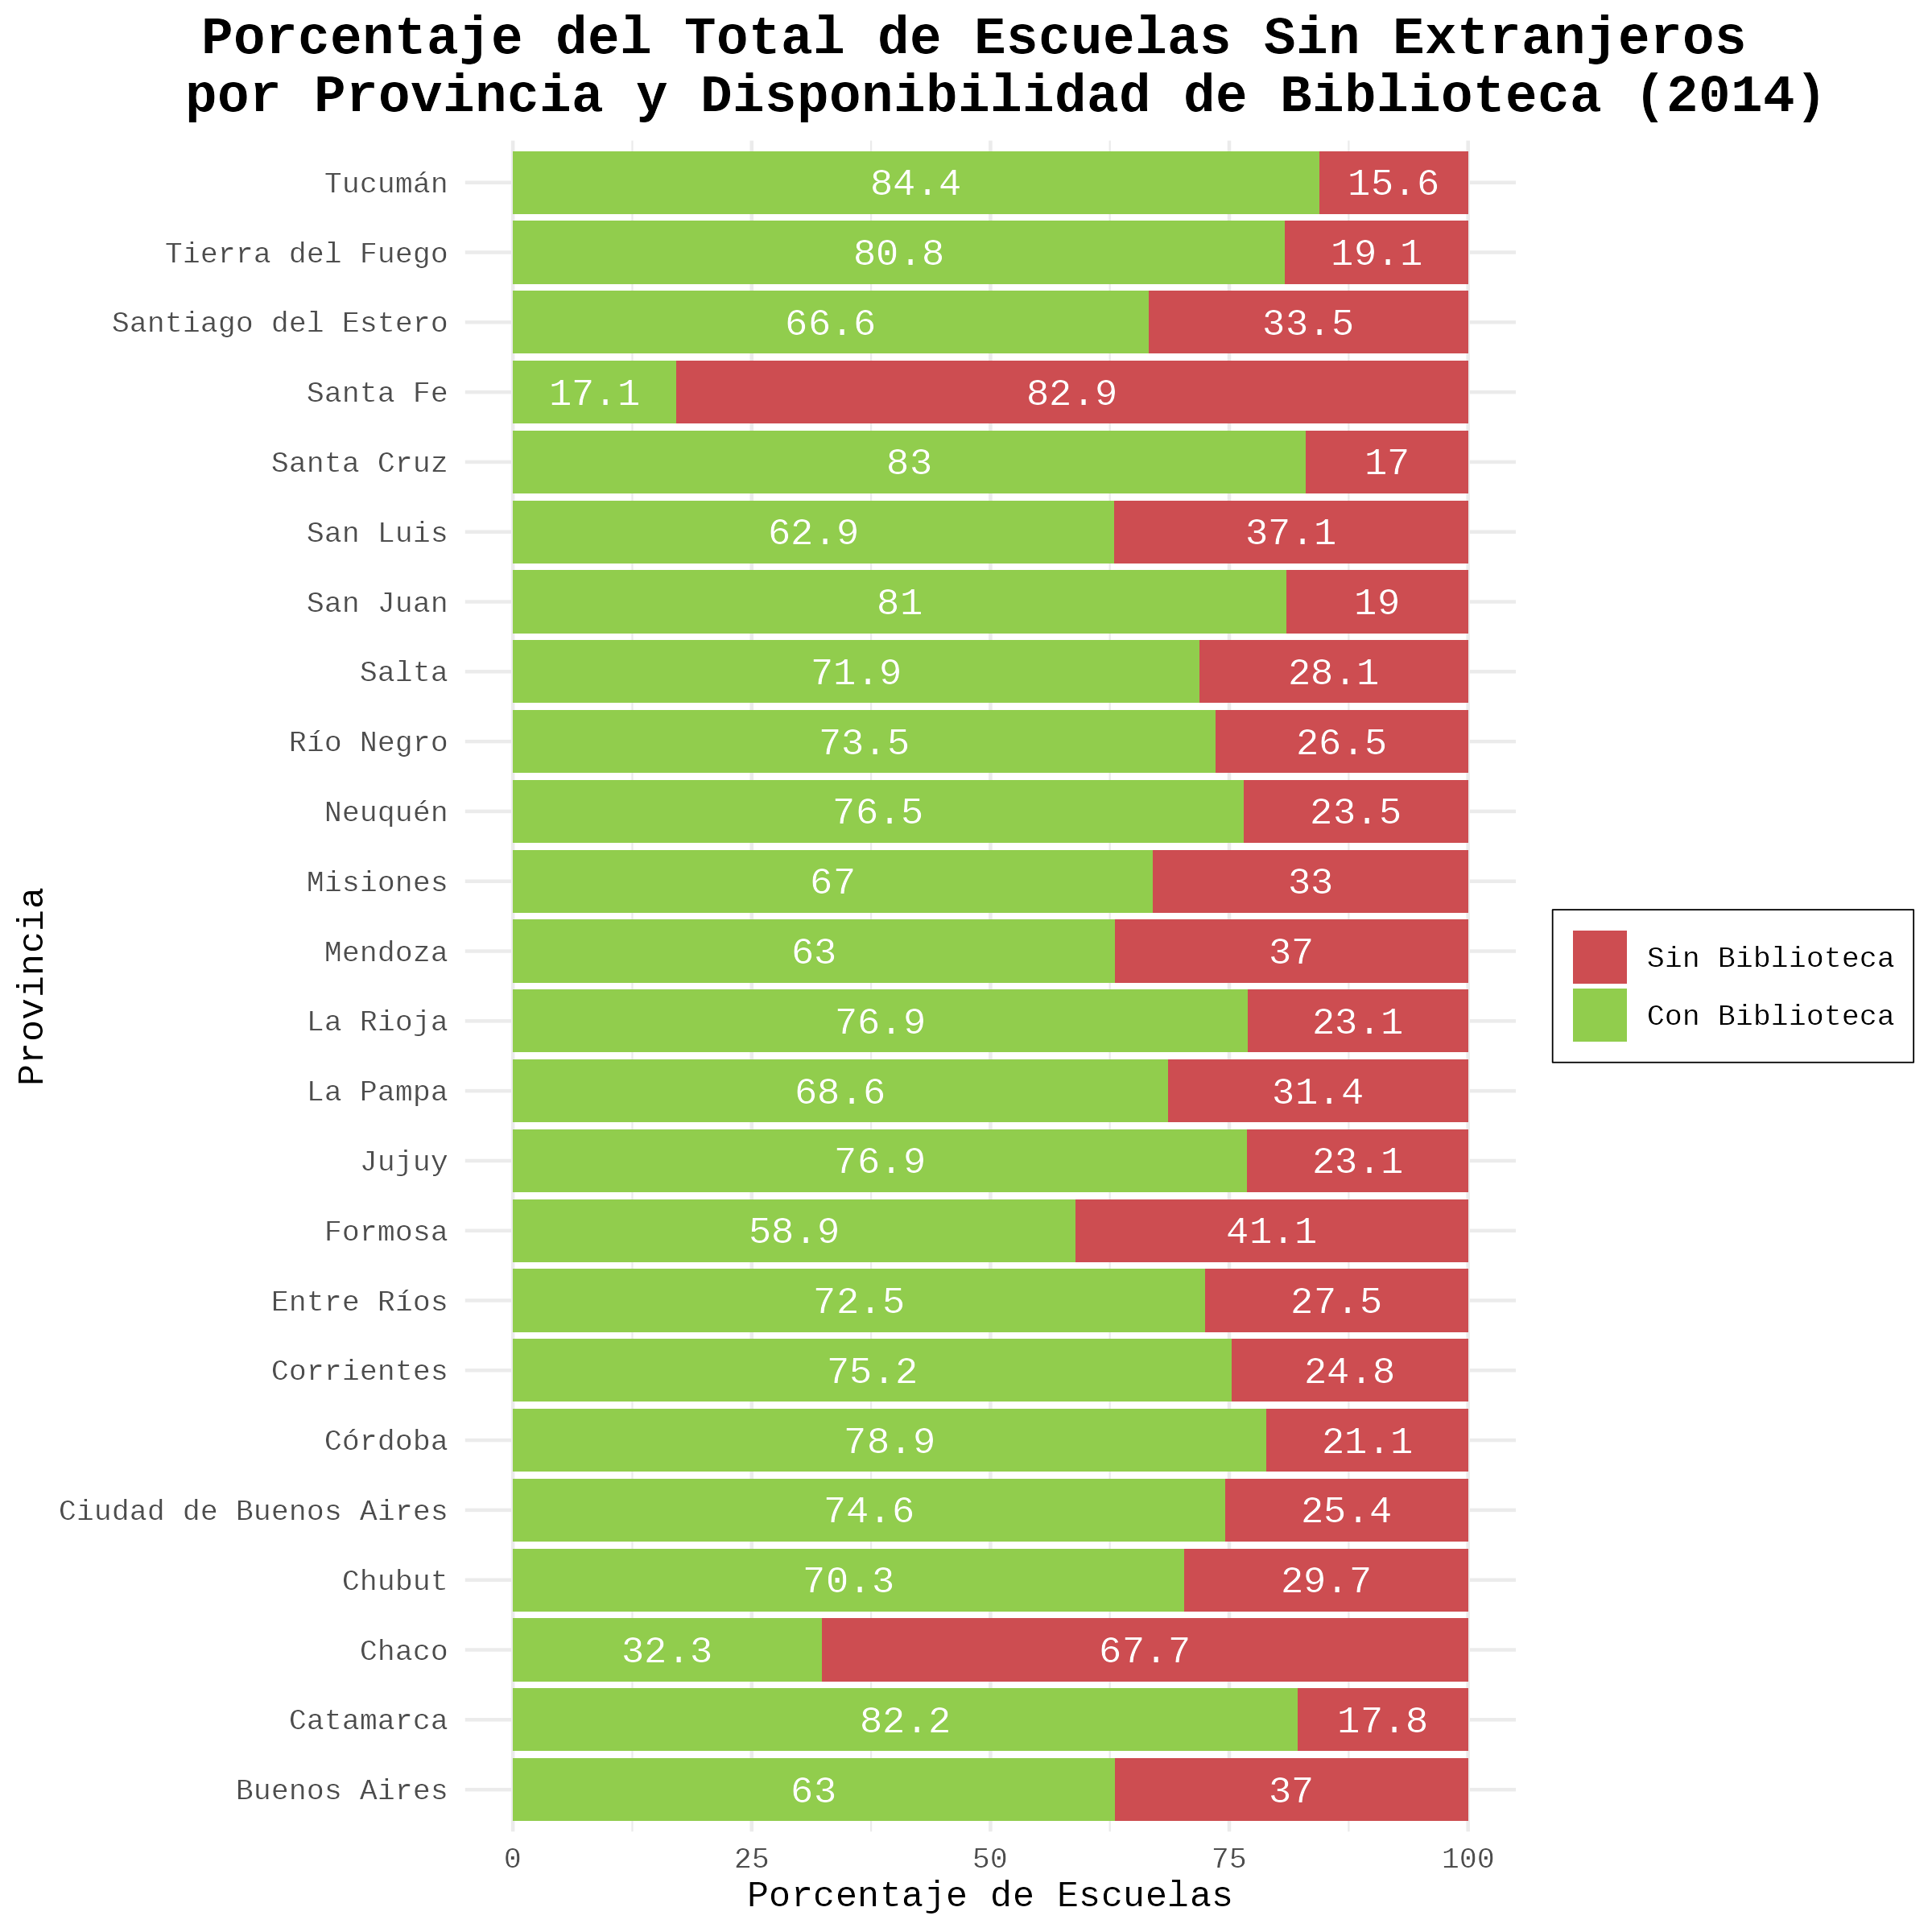 Porcentaje del Total de Escuelas Sin Extranjeros
por Provincia y Disponibilidad de Biblioteca (2014)
Tucumán 84.4 15.6
Tierra del Fuego 80.8 19.1
Santiago del Estero 66.6 33.5
Santa Fe 17.1 82.9
Santa Cruz 83 17
San Luis 62.9 37.1
San Juan 81 19
Salta 71.9 28.1
Río Negro 73.5 26.5
Neuquén 76.5 23.5
Misiones 67 33
Mendoza 63 37
La Rioja 76.9 23.1
La Pampa 68.6 31.4
Jujuy 76.9 23.1
Formosa 58.9 41.1
Entre Ríos 72.5 27.5
Corrientes 75.2 24.8
Córdoba 78.9 21.1
Ciudad de Buenos Aires 74.6 25.4
Chubut 70.3 29.7
Chaco 32.3 67.7
Catamarca 82.2 17.8
Buenos Aires 63 37
0 25 50 75 100
Porcentaje de Escuelas
Provincia
Sin Biblioteca
Con Biblioteca